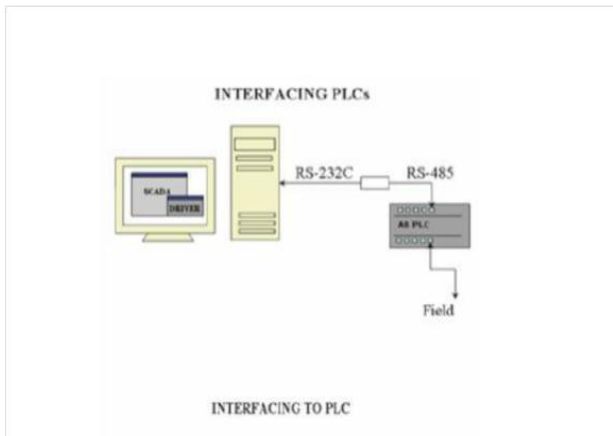 INTERFACING PLCs
RS-232C
RS-485
SCADA
DRIVER
AB PLC
Field
INTERFACING TO PLC